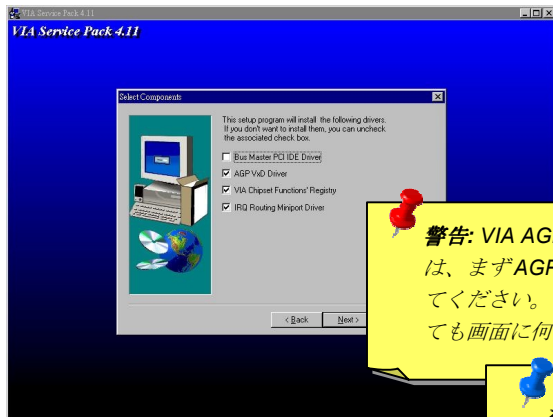 VIA Service Pack 4.11
VIA Service Pack 4.11
Select Components
This setup program will install the following drivers.
If you don't want to install them, you can uncheck
the associated check box.
Bus Master PCI IDE Driver
AGP VxD Driver
VIA Chipset Functions' Registry
IRQ Routing Miniport Driver
< Back
Next >
警告: VIA AG
は、まず AGP
てください。
ても画面に何